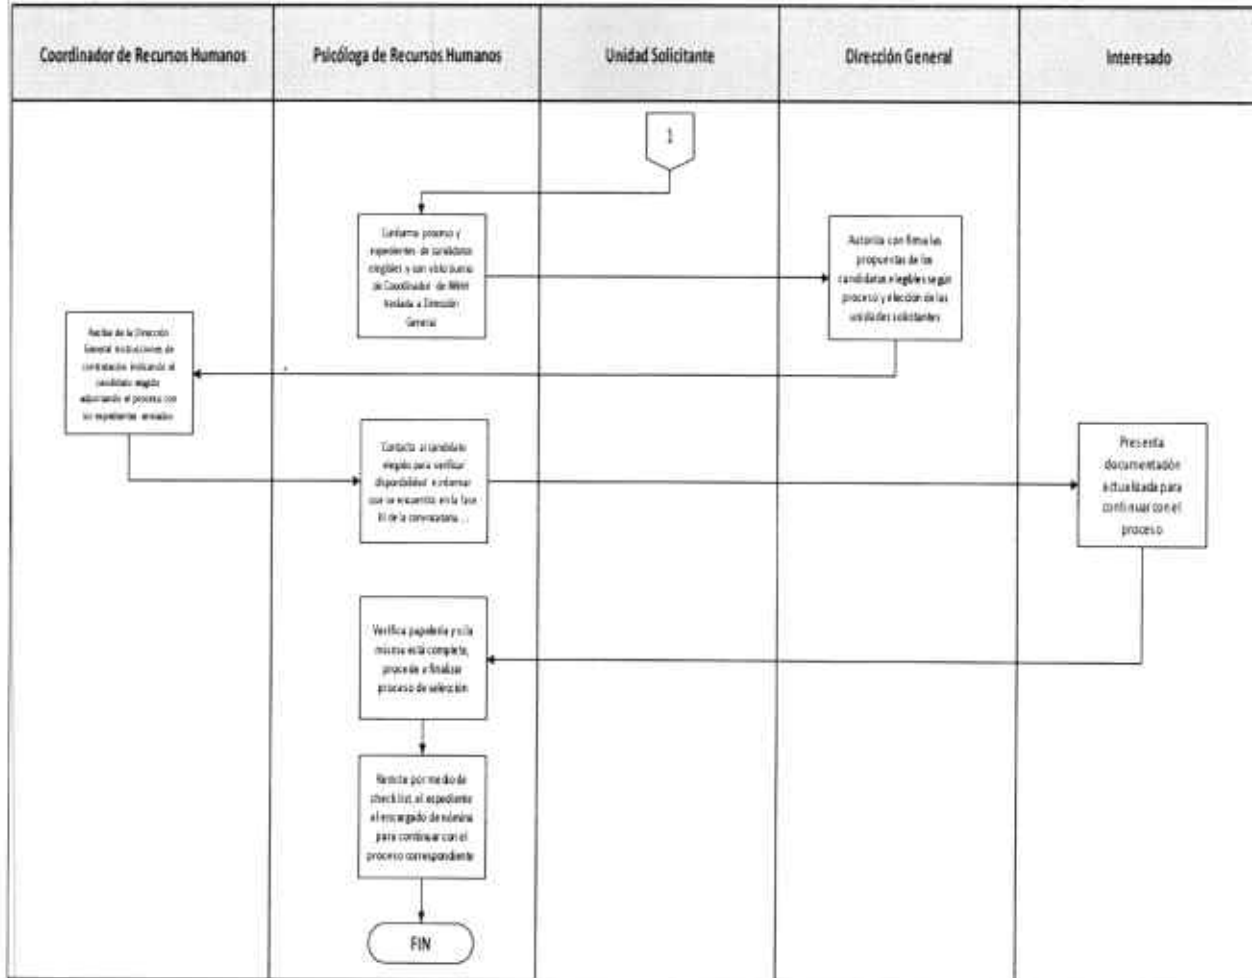 Coordinador de Recursos Humanos
Psicóloga de Recursos Humanos
Unidad Solicitante
Dirección General
Interesado
1
Conforma proceso y
expedientes de candidatos
elegibles y con visto bueno
de Coordinador de RRHH
traslada a Dirección
General
Autoriza con firma las
propuestas de los
candidatos elegibles según
proceso y elección de las
unidades solicitantes
Recibe de la Dirección
General instrucciones de
contratación indicando el
candidato elegido
adjuntando el proceso con
los expedientes enviados
Contacta al candidato
elegido para verificar
disponibilidad e informar
que se encuentra en la fase
III de la convocatoria...
Presenta
documentación
actualizada para
continuar con el
proceso
Verifica papelería y si la
misma está completa,
procede a finalizar
proceso de selección
Remite por medio de
check list, el expediente
al encargado de nómina
para continuar con el
proceso correspondiente
FIN